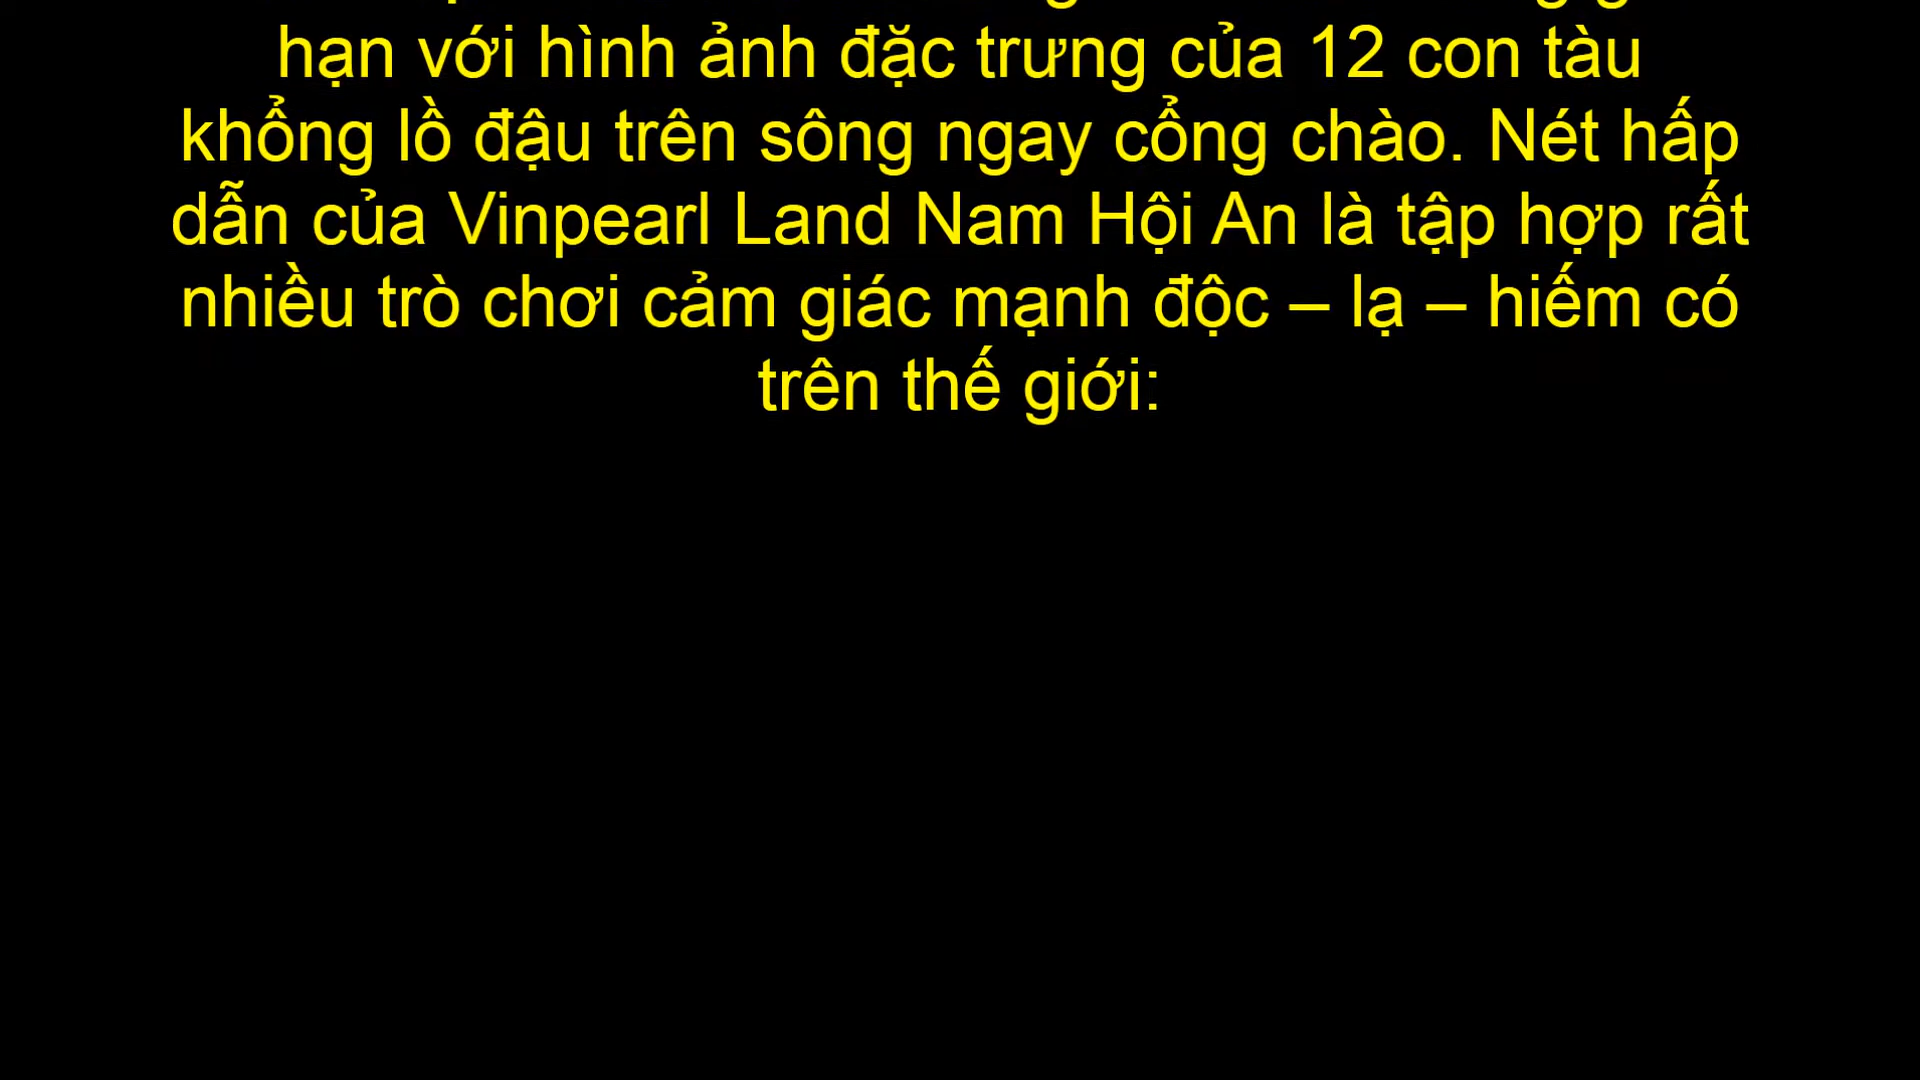 hạn với hình ảnh đặc trưng của 12 con tàu
khổng lồ đậu trên sông ngay cổng chào. Nét hấp
dẫn của Vinpearl Land Nam Hội An là tập hợp rất
nhiều trò chơi cảm giác mạnh độc – lạ – hiếm có
trên thế giới: